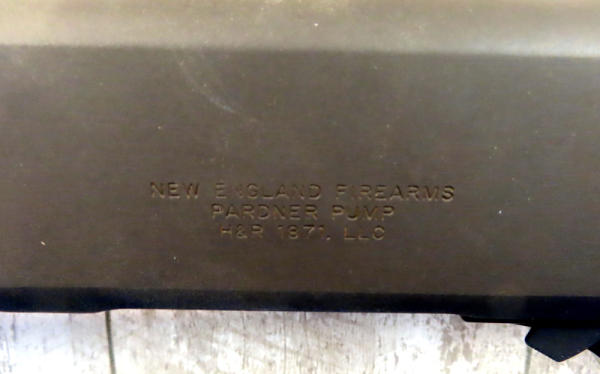 NEW ENGLAND FIREARMS
PARDNER PUMP
H&R 1871, LLC